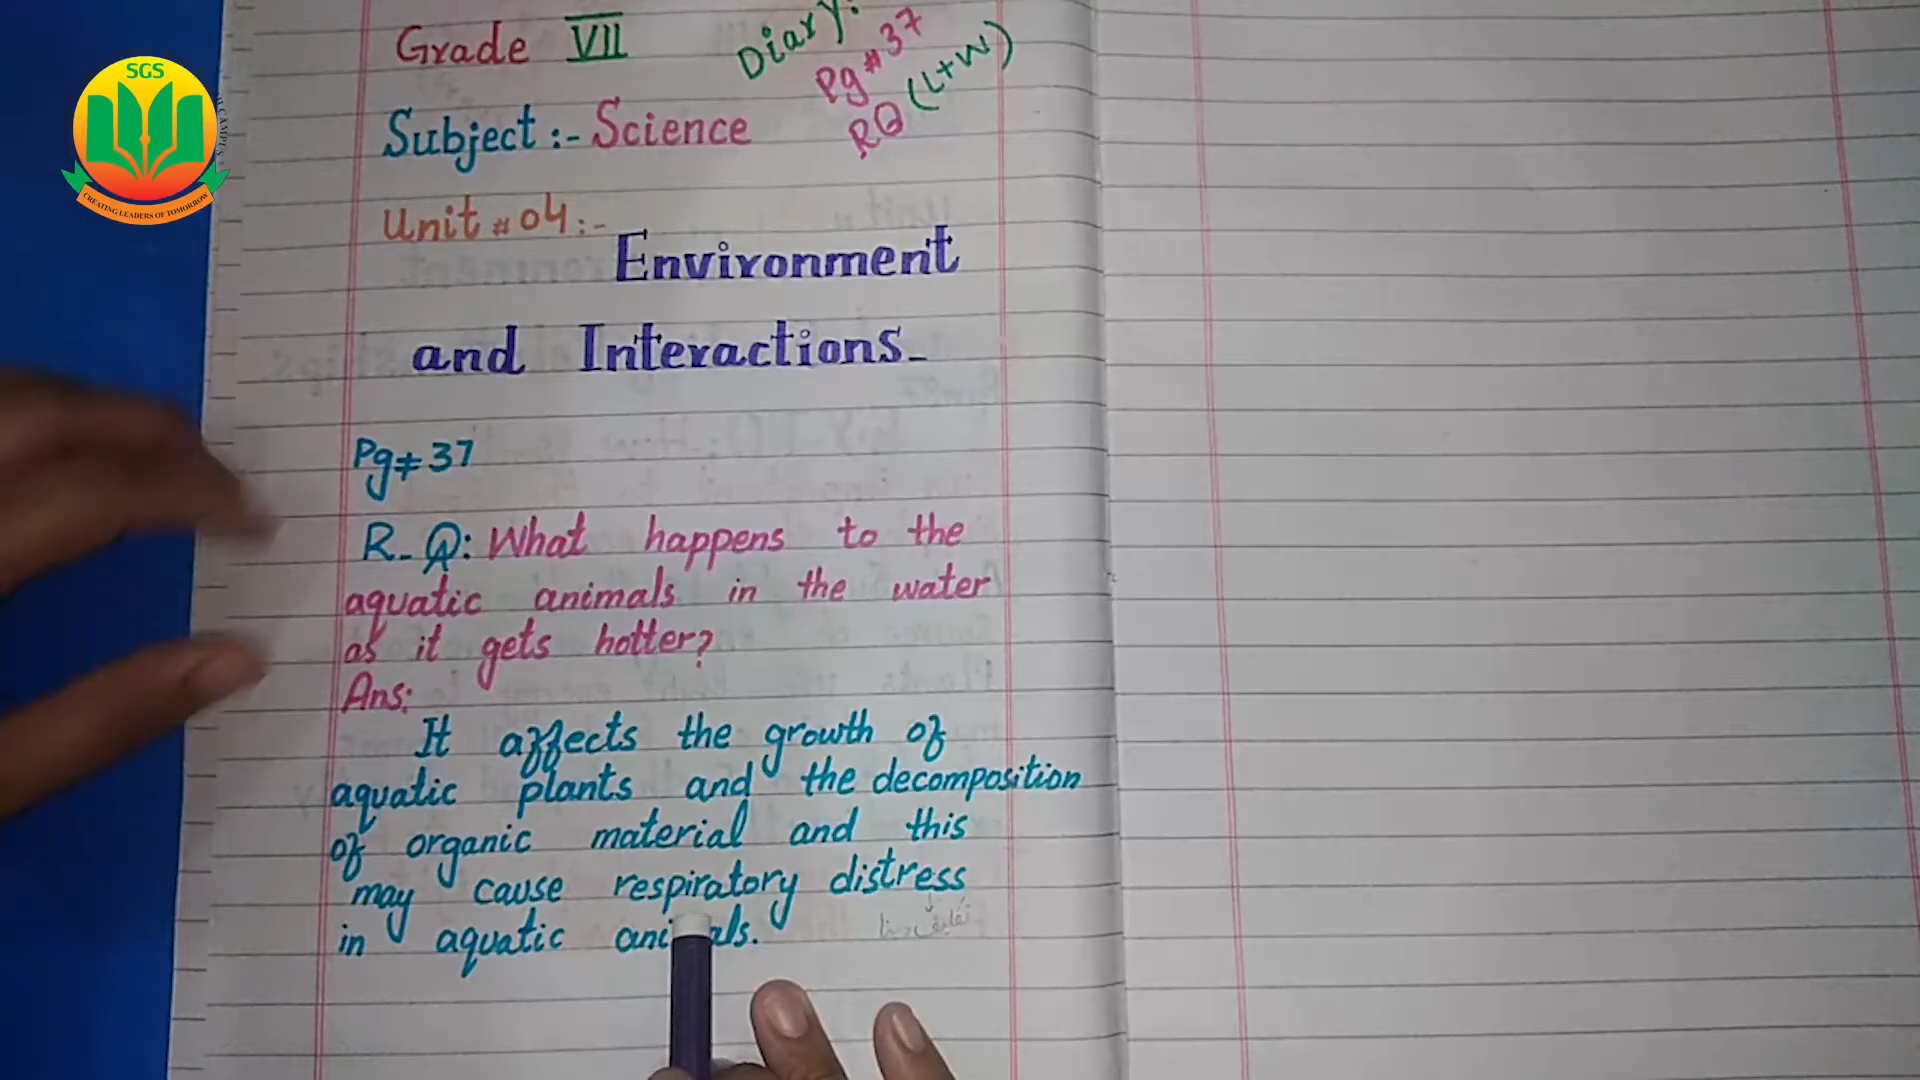 SGS
CREATING LEADERS OF TOMORROW
Grade VII
Diary:
Pg # 37
RQ (L+W)
Subject :- Science
Unit # 04 :-
Environment
and Interactions-
Pg # 37
R-Q: What happens to the
aquatic animals in the water
as it gets hotter?
Ans:
It affects the growth of
aquatic plants and the decomposition
of organic material and this
may cause respiratory distress
in aquatic animals.